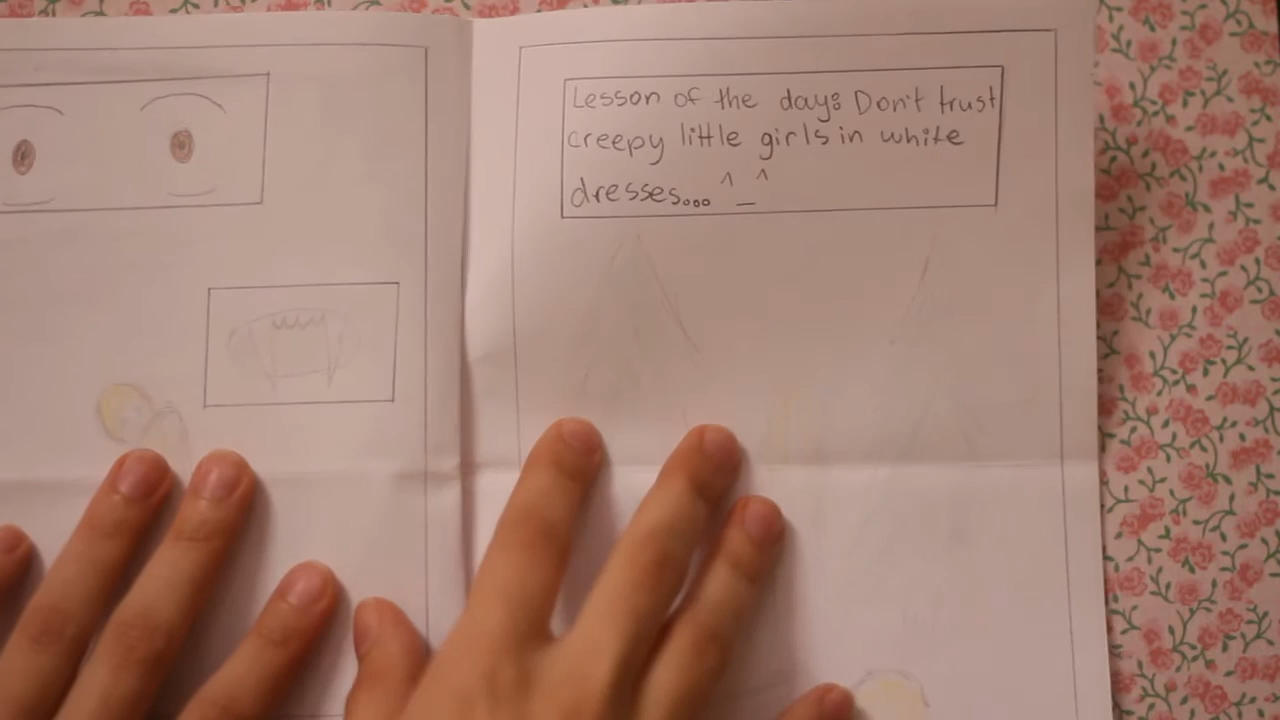 Lesson of the day: Don't trust
creepy little girls in white
dresses... ^_^